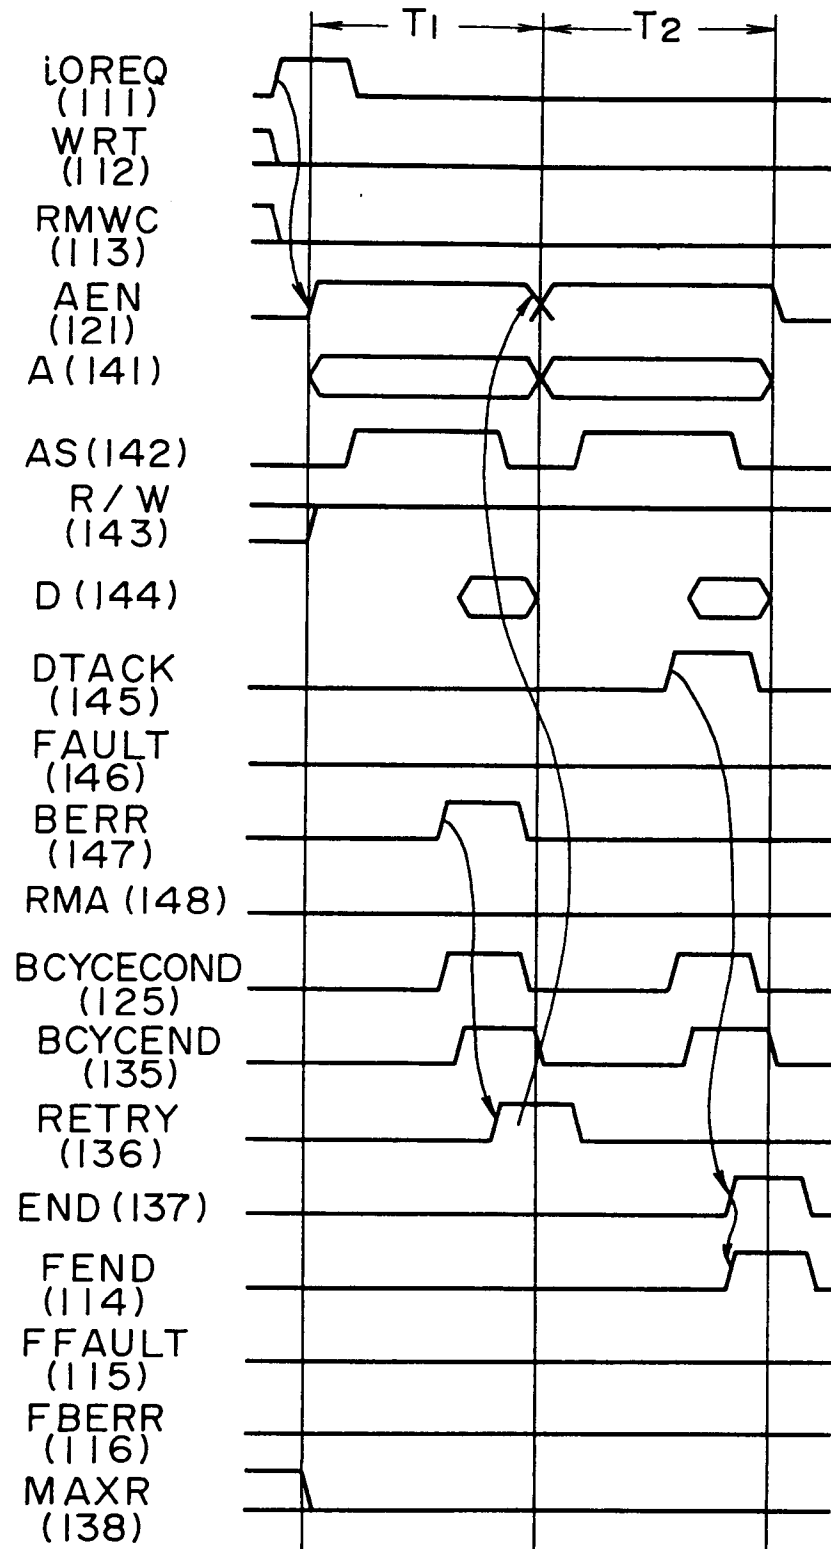 T1 T2
iOREQ
(111)
WRT
(112)
RMWC
(113)
AEN
(121)
A(141)
AS(142)
R/W
(143)
D(144)
DTACK
(145)
FAULT
(146)
BERR
(147)
RMA (148)
BCYCECOND
(125)
BCYCEND
(135)
RETRY
(136)
END(137)
FEND
(114)
FFAULT
(115)
FBERR
(116)
MAXR
(138)